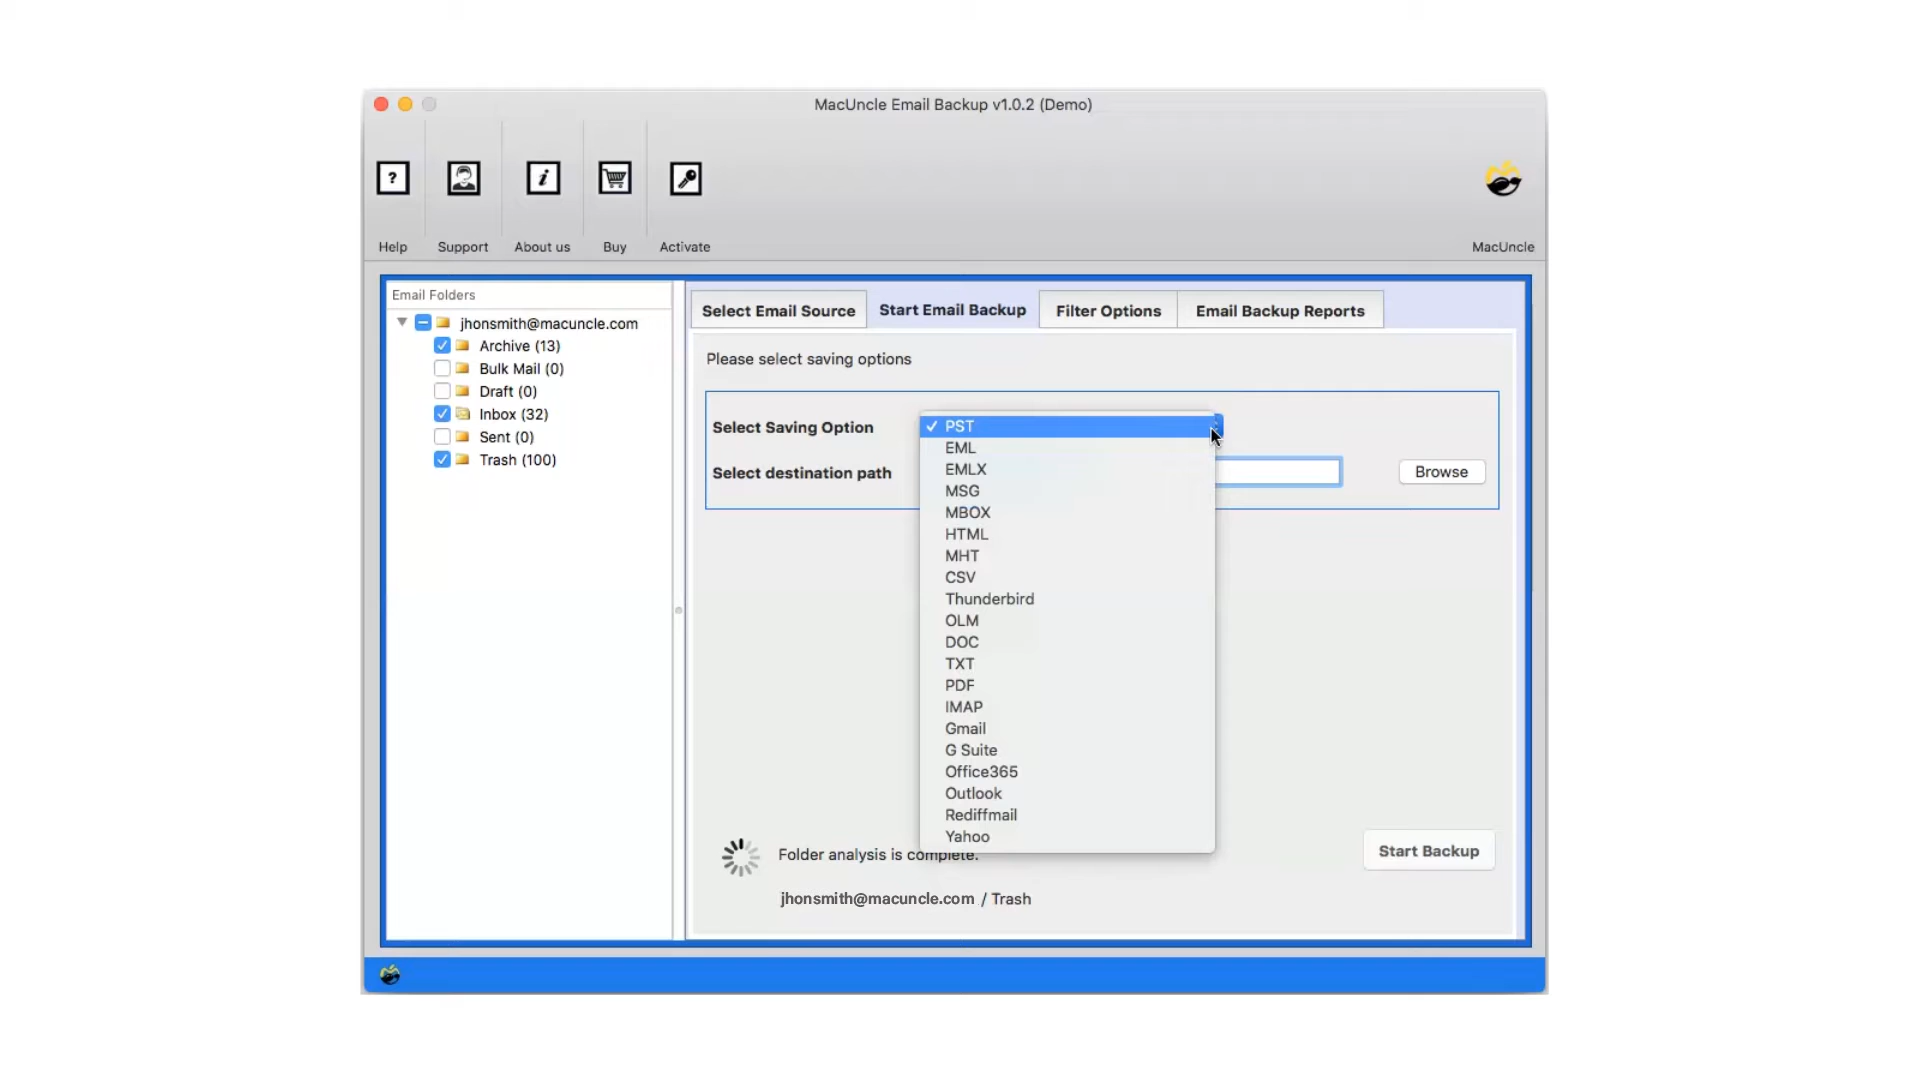 MacUncle Email Backup v1.0.2 (Demo)
Help Support About us Buy Activate MacUncle
Email Folders
jhonsmith@macuncle.com
Archive (13)
Bulk Mail (0)
Draft (0)
Inbox (32)
Sent (0)
Trash (100)
Select Email Source Start Email Backup Filter Options Email Backup Reports
Please select saving options
Select Saving Option
Select destination path
Browse
PST
EML
EMLX
MSG
MBOX
HTML
MHT
CSV
Thunderbird
OLM
DOC
TXT
PDF
IMAP
Gmail
G Suite
Office365
Outlook
Rediffmail
Yahoo
Folder analysis is complete.
Start Backup
jhonsmith@macuncle.com / Trash